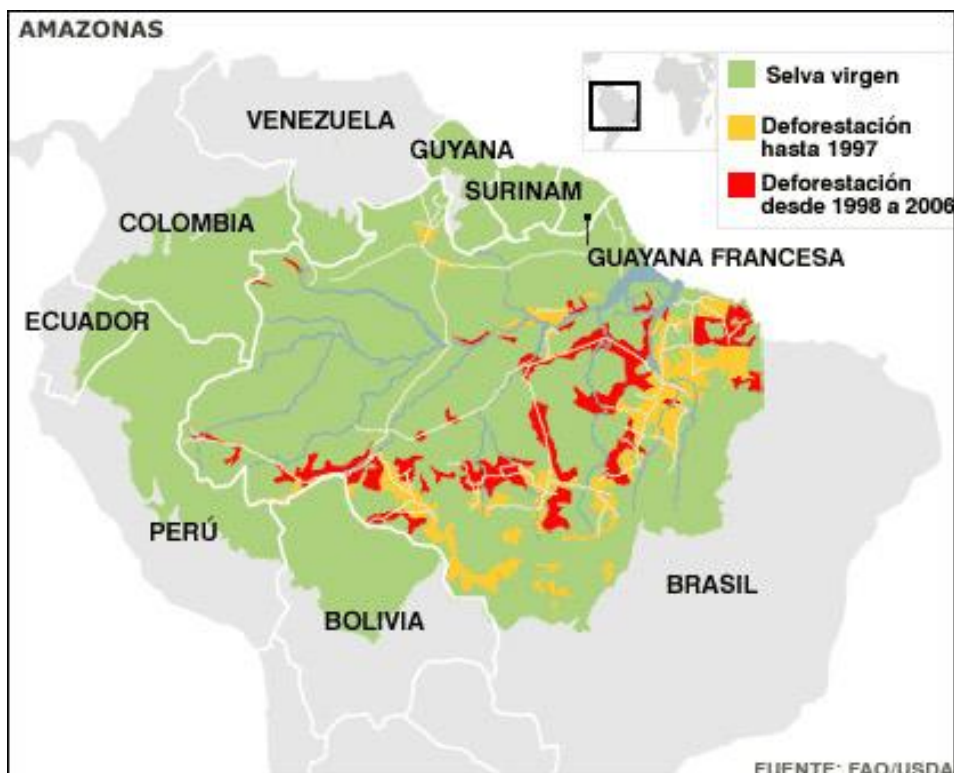 AMAZONAS
Selva virgen
Deforestación
hasta 1997
Deforestación
desde 1998 a 2006
VENEZUELA
GUYANA
SURINAM
COLOMBIA
GUAYANA FRANCESA
ECUADOR
PERÚ
BRASIL
BOLIVIA
FUENTE: FAO/USDA